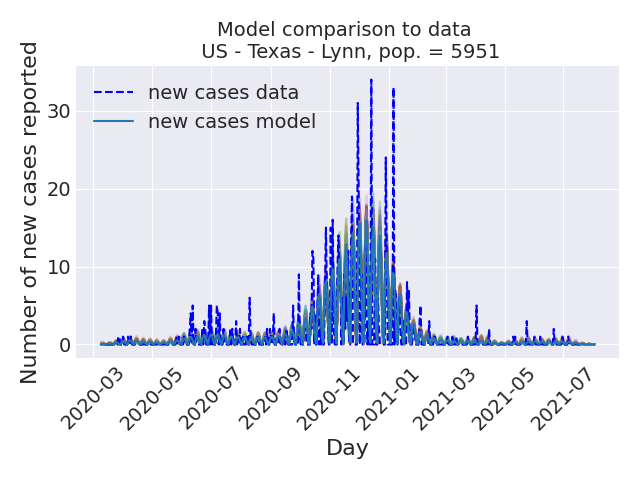 Model comparison to data
US - Texas - Lynn, pop. = 5951
Number of new cases reported
new cases data
new cases model
30
20
10
0
2020-03
2020-05
2020-07
2020-09
2020-11
2021-01
2021-03
2021-05
2021-07
Day